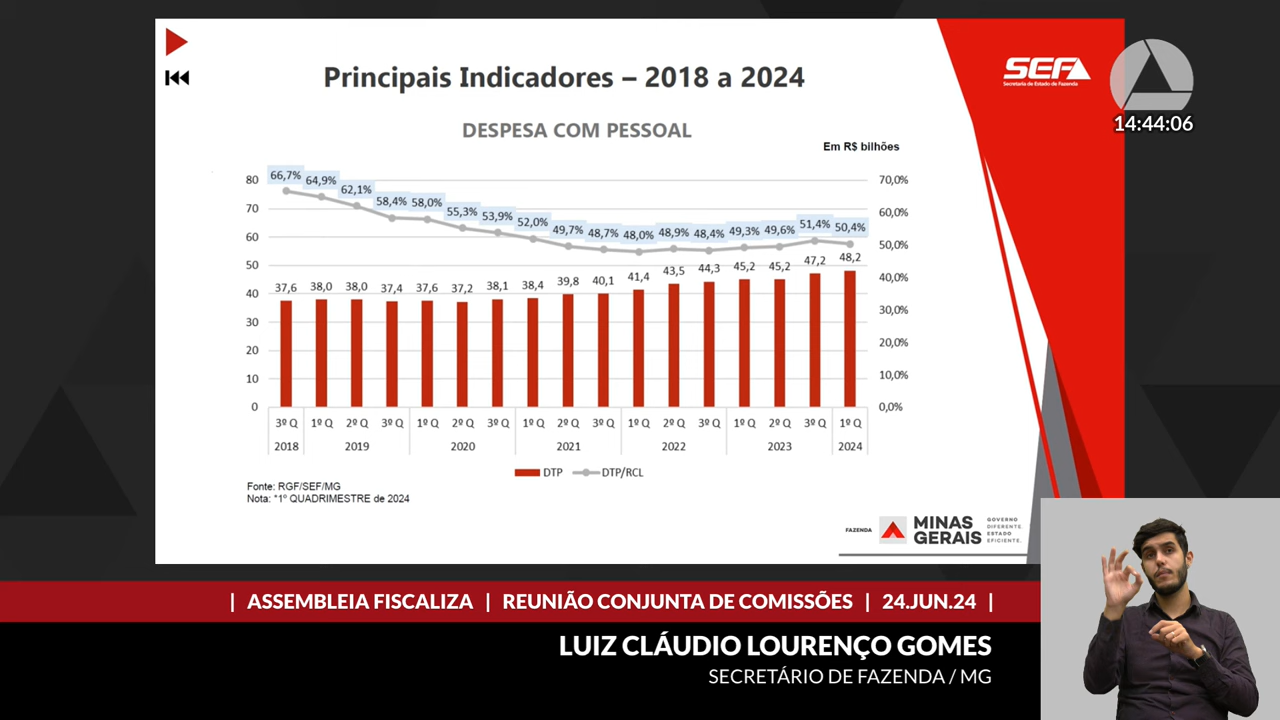 Principais Indicadores – 2018 a 2024
SEF
Secretaria de Estado de Fazenda
14:44:06
DESPESA COM PESSOAL
Em R$ bilhões
80 70 60 50 40 30 20 10 0
66,7% 64,9% 62,1% 58,4% 58,0% 55,3% 53,9% 52,0% 49,7% 48,7% 48,0% 48,9% 48,4% 49,3% 49,6% 51,4% 50,4%
70,0% 60,0% 50,0% 40,0% 30,0% 20,0% 10,0% 0,0%
37,6 38,0 38,0 37,4 37,6 37,2 38,1 38,4 39,8 40,1 41,4 43,5 44,3 45,2 45,2 47,2 48,2
3º Q 1º Q 2º Q 3º Q 1º Q 2º Q 3º Q 1º Q 2º Q 3º Q 1º Q 2º Q 3º Q 1º Q 2º Q 3º Q 1º Q
2018 2019 2020 2021 2022 2023 2024
DTP DTP/RCL
Fonte: RGF/SEF/MG
Nota: *1º QUADRIMESTRE de 2024
FAZENDA
MINAS
GERAIS
GOVERNO
DIFERENTE.
ESTADO
EFICIENTE.
| ASSEMBLEIA FISCALIZA | REUNIÃO CONJUNTA DE COMISSÕES | 24.JUN.24 |
LUIZ CLÁUDIO LOURENÇO GOMES
SECRETÁRIO DE FAZENDA / MG